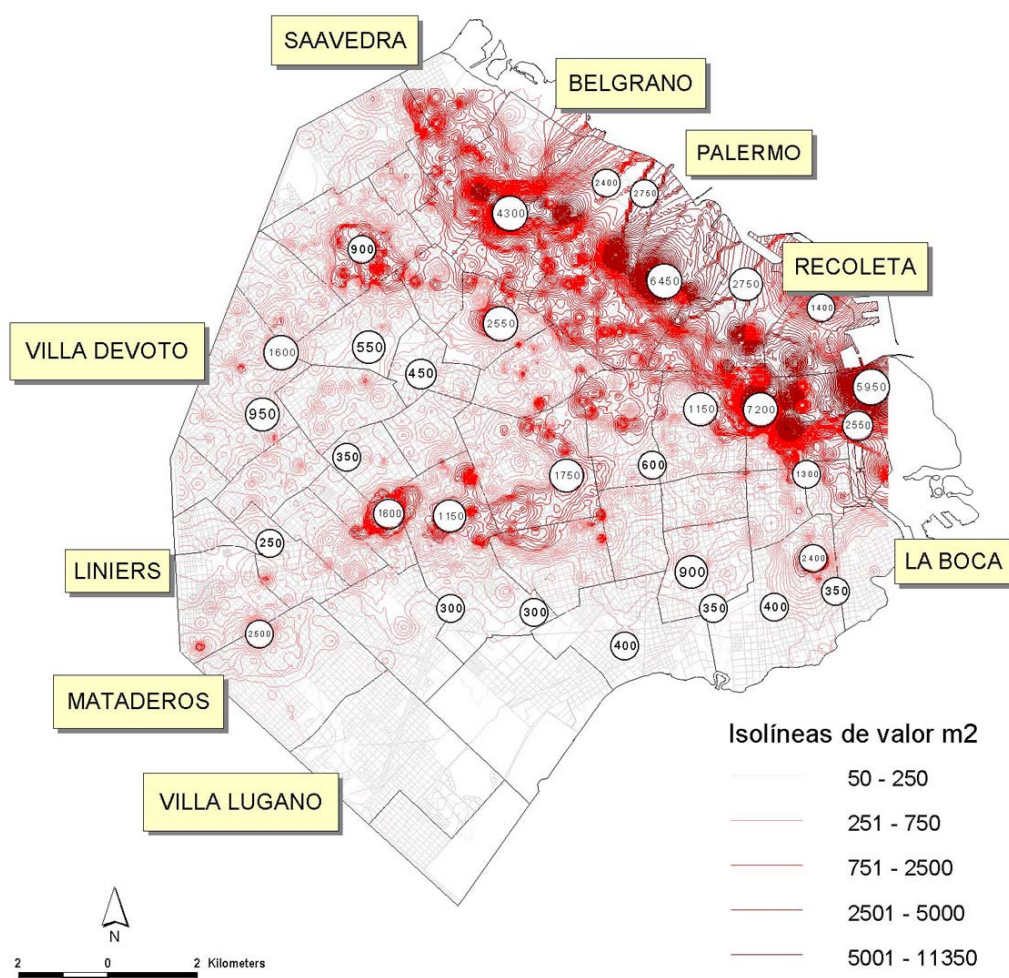 SAAVEDRA
BELGRANO
PALERMO
2400
2750
4300
900
RECOLETA
6450
2750
1400
2550
VILLA DEVOTO
1600
550
450
5950
950
1150
7200
2550
350
600
1750
1300
1600
1150
250
LINIERS
2400
LA BOCA
900
350
300
300
350
400
2500
400
MATADEROS
Isolíneas de valor m2
50 - 250
VILLA LUGANO
251 - 750
751 - 2500
2501 - 5000
N
5001 - 11350
2 0 2 Kilometers